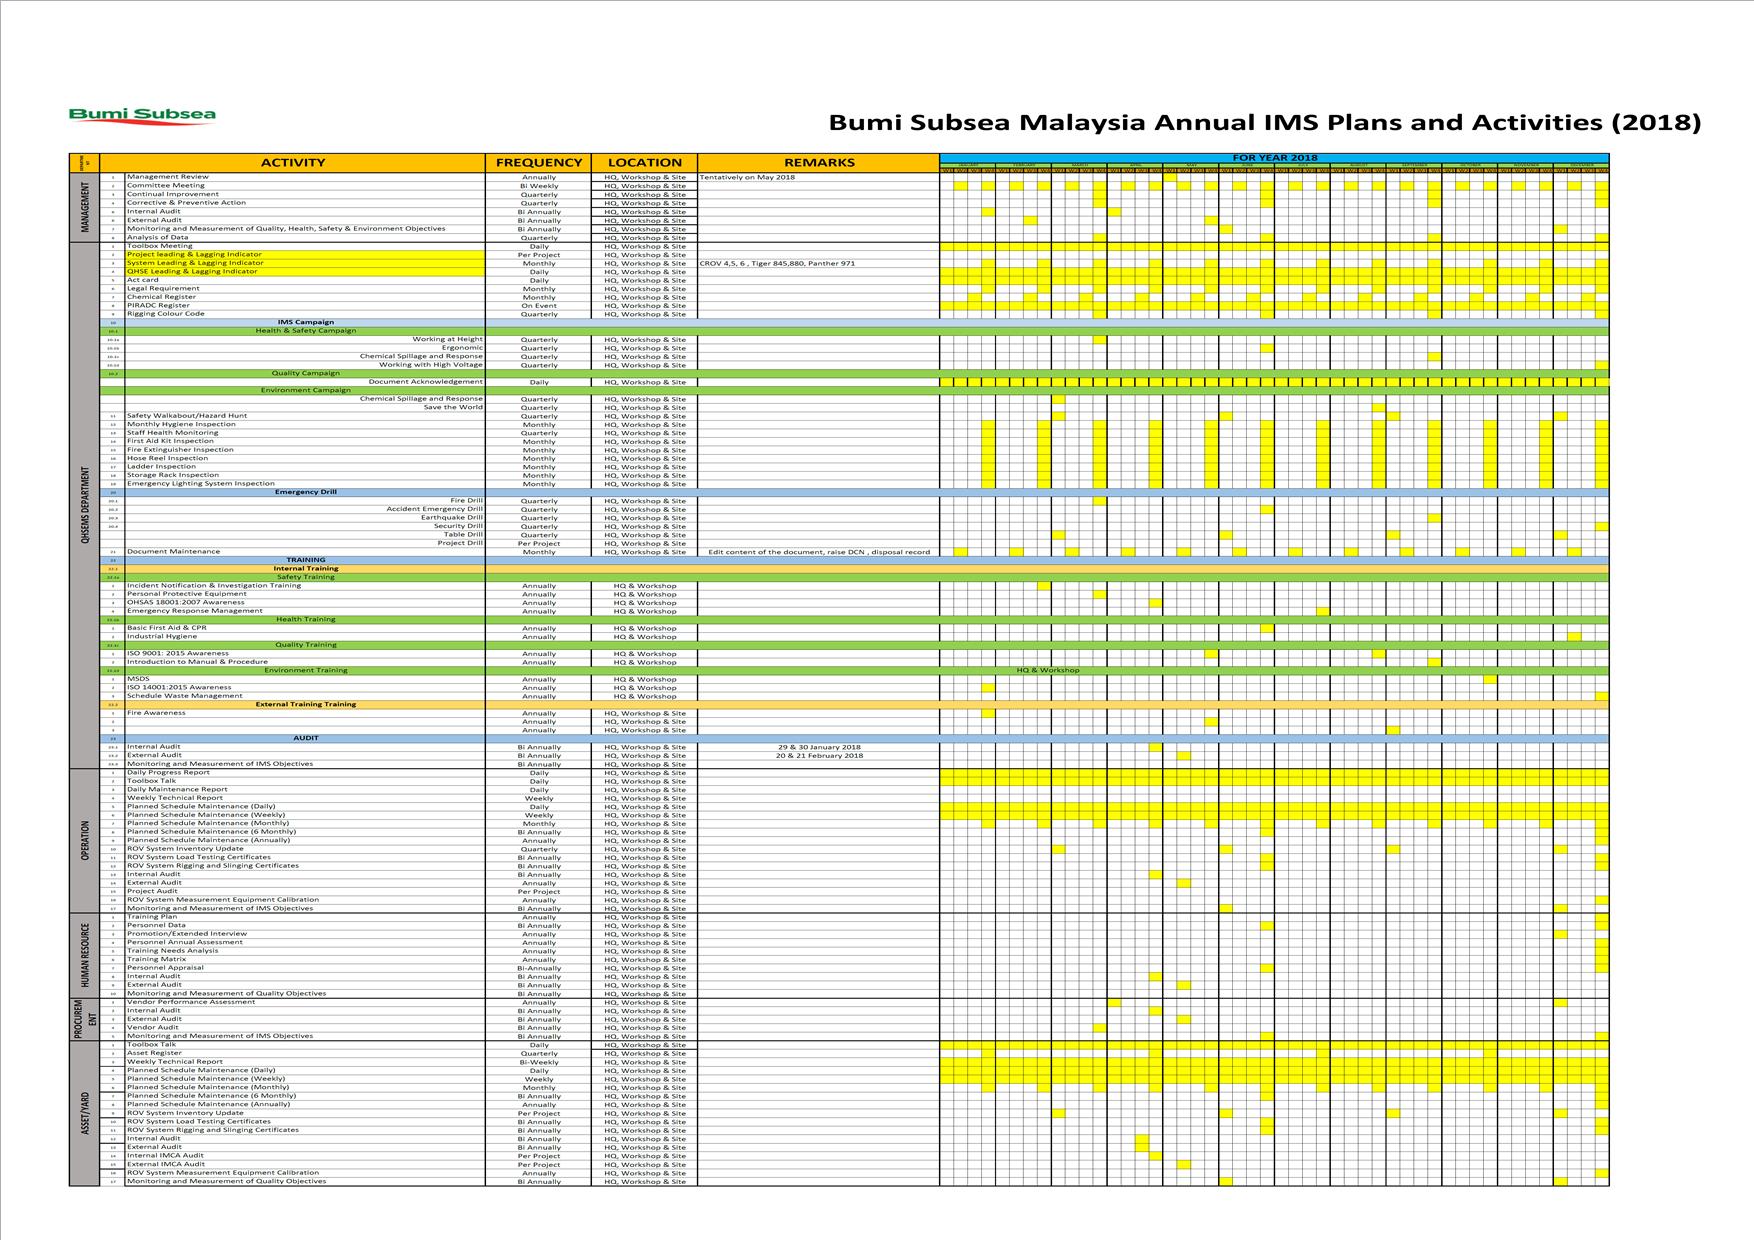 Bumi Subsea
Bumi Subsea Malaysia Annual IMS Plans and Activities (2018)
ACTIVITY FREQUENCY LOCATION REMARKS FOR YEAR 2018
JANUARY FEBRUARY MARCH APRIL MAY JUNE JULY AUGUST SEPTEMBER OCTOBER NOVEMBER DECEMBER
MANAGEMENT
1 Management Review Annually HQ, Workshop & Site Tentatively on May 2018
2 Committee Meeting Bi Weekly HQ, Workshop & Site
3 Continual Improvement Quarterly HQ, Workshop & Site
4 Corrective & Preventive Action Quarterly HQ, Workshop & Site
Internal Audit Bi Annually HQ, Workshop & Site
External Audit Bi Annually HQ, Workshop & Site
7 Monitoring and Measurement of Quality, Health, Safety & Environment Objectives Bi Annually HQ, Workshop & Site
Analysis of Data Quarterly HQ, Workshop & Site
QHSEMS DEPARTMENT
1 Toolbox Meeting Daily HQ, Workshop & Site
2 Project leading & Lagging Indicator Per Project HQ, Workshop & Site
3 System Leading & Lagging Indicator Monthly HQ, Workshop & Site CROV 4,5, 6 , Tiger 845,880, Panther 971
4 QHSE Leading & Lagging Indicator Daily HQ, Workshop & Site
5 Act card Daily HQ, Workshop & Site
6 Legal Requirement Monthly HQ, Workshop & Site
7 Chemical Register Monthly HQ, Workshop & Site
8 PIRADC Register On Event HQ, Workshop & Site
9 Rigging Colour Code Quarterly HQ, Workshop & Site
10 IMS Campaign
10.1 Health & Safety Campaign
10.1a Working at Height Quarterly HQ, Workshop & Site
10.1b Ergonomic Quarterly HQ, Workshop & Site
10.1c Chemical Spillage and Response Quarterly HQ, Workshop & Site
10.1d Working with High Voltage Quarterly HQ, Workshop & Site
10.2 Quality Campaign
Document Acknowledgement Daily HQ, Workshop & Site
Environment Campaign
Chemical Spillage and Response Quarterly HQ, Workshop & Site
Save the World Quarterly HQ, Workshop & Site
11 Safety Walkabout/Hazard Hunt Quarterly HQ, Workshop & Site
12 Monthly Hygiene Inspection Monthly HQ, Workshop & Site
13 Staff Health Monitoring Quarterly HQ, Workshop & Site
14 First Aid Kit Inspection Monthly HQ, Workshop & Site
15 Fire Extinguisher Inspection Monthly HQ, Workshop & Site
16 Hose Reel Inspection Monthly HQ, Workshop & Site
17 Ladder Inspection Monthly HQ, Workshop & Site
18 Storage Rack Inspection Monthly HQ, Workshop & Site
19 Emergency Lighting System Inspection Monthly HQ, Workshop & Site
20 Emergency Drill
20.1 Fire Drill Quarterly HQ, Workshop & Site
20.2 Accident Emergency Drill Quarterly HQ, Workshop & Site
20.3 Earthquake Drill Quarterly HQ, Workshop & Site
20.4 Security Drill Quarterly HQ, Workshop & Site
Table Drill Quarterly HQ, Workshop & Site
Project Drill Per Project HQ, Workshop & Site
21 Document Maintenance Monthly HQ, Workshop & Site Edit content of the document, raise DCN , disposal record
TRAINING
Internal Training
Safety Training
1 Incident Notification & Investigation Training Annually HQ & Workshop
2 Personal Protective Equipment Annually HQ & Workshop
3 OHSAS 18001:2007 Awareness Annually HQ & Workshop
4 Emergency Response Management Annually HQ & Workshop
Health Training
1 Basic First Aid & CPR Annually HQ & Workshop
2 Industrial Hygiene Annually HQ & Workshop
Quality Training
1 ISO 9001: 2015 Awareness Annually HQ & Workshop
2 Introduction to Manual & Procedure Annually HQ & Workshop
Environment Training HQ & Workshop
1 MSDS Annually HQ & Workshop
2 ISO 14001:2015 Awareness Annually HQ & Workshop
3 Schedule Waste Management Annually HQ & Workshop
External Training Training
1 Fire Awareness Annually HQ, Workshop & Site
2 Annually HQ, Workshop & Site
3 Annually HQ, Workshop & Site
23 AUDIT
23.1 Internal Audit Bi Annually HQ, Workshop & Site 29 & 30 January 2018
23.2 External Audit Bi Annually HQ, Workshop & Site 20 & 21 February 2018
23.3 Monitoring and Measurement of IMS Objectives Bi Annually HQ, Workshop & Site
OPERATION
1 Daily Progress Report Daily HQ, Workshop & Site
2 Toolbox Talk Daily HQ, Workshop & Site
3 Daily Maintenance Report Daily HQ, Workshop & Site
4 Weekly Technical Report Weekly HQ, Workshop & Site
5 Planned Schedule Maintenance (Daily) Daily HQ, Workshop & Site
6 Planned Schedule Maintenance (Weekly) Weekly HQ, Workshop & Site
7 Planned Schedule Maintenance (Monthly) Monthly HQ, Workshop & Site
8 Planned Schedule Maintenance (6 Monthly) Bi Annually HQ, Workshop & Site
9 Planned Schedule Maintenance (Annually) Annually HQ, Workshop & Site
10 ROV System Inventory Update Quarterly HQ, Workshop & Site
11 ROV System Load Testing Certificates Bi Annually HQ, Workshop & Site
12 ROV System Rigging and Slinging Certificates Bi Annually HQ, Workshop & Site
13 Internal Audit Bi Annually HQ, Workshop & Site
14 External Audit Annually HQ, Workshop & Site
15 Project Audit Per Project HQ, Workshop & Site
16 ROV System Measurement Equipment Calibration Annually HQ, Workshop & Site
17 Monitoring and Measurement of IMS Objectives Bi Annually HQ, Workshop & Site
HUMAN RESOURCE
1 Training Plan Annually HQ, Workshop & Site
2 Personnel Data Bi Annually HQ, Workshop & Site
3 Promotion/Extended Interview Annually HQ, Workshop & Site
4 Personnel Annual Assessment Annually HQ, Workshop & Site
5 Training Needs Analysis Annually HQ, Workshop & Site
6 Training Matrix Annually HQ, Workshop & Site
7 Personnel Appraisal Bi-Annually HQ, Workshop & Site
8 Internal Audit Bi Annually HQ, Workshop & Site
9 External Audit Bi Annually HQ, Workshop & Site
10 Monitoring and Measurement of Quality Objectives Bi Annually HQ, Workshop & Site
PROCUREM
ENT
1 Vendor Performance Assessment Annually HQ, Workshop & Site
2 Internal Audit Bi Annually HQ, Workshop & Site
3 External Audit Bi Annually HQ, Workshop & Site
4 Vendor Audit Bi Annually HQ, Workshop & Site
5 Monitoring and Measurement of IMS Objectives Bi Annually HQ, Workshop & Site
ASSET/YARD
1 Toolbox Talk Daily HQ, Workshop & Site
2 Asset Register Quarterly HQ, Workshop & Site
3 Weekly Technical Report Bi-Weekly HQ, Workshop & Site
4 Planned Schedule Maintenance (Daily) Daily HQ, Workshop & Site
5 Planned Schedule Maintenance (Weekly) Weekly HQ, Workshop & Site
6 Planned Schedule Maintenance (Monthly) Monthly HQ, Workshop & Site
7 Planned Schedule Maintenance (6 Monthly) Bi Annually HQ, Workshop & Site
8 Planned Schedule Maintenance (Annually) Annually HQ, Workshop & Site
9 ROV System Inventory Update Per Project HQ, Workshop & Site
10 ROV System Load Testing Certificates Bi Annually HQ, Workshop & Site
11 ROV System Rigging and Slinging Certificates Bi Annually HQ, Workshop & Site
12 Internal Audit Bi Annually HQ, Workshop & Site
13 External Audit Bi Annually HQ, Workshop & Site
14 Internal IMCA Audit Per Project HQ, Workshop & Site
15 External IMCA Audit Per Project HQ, Workshop & Site
16 ROV System Measurement Equipment Calibration Annually HQ, Workshop & Site
17 Monitoring and Measurement of Quality Objectives Bi Annually HQ, Workshop & Site